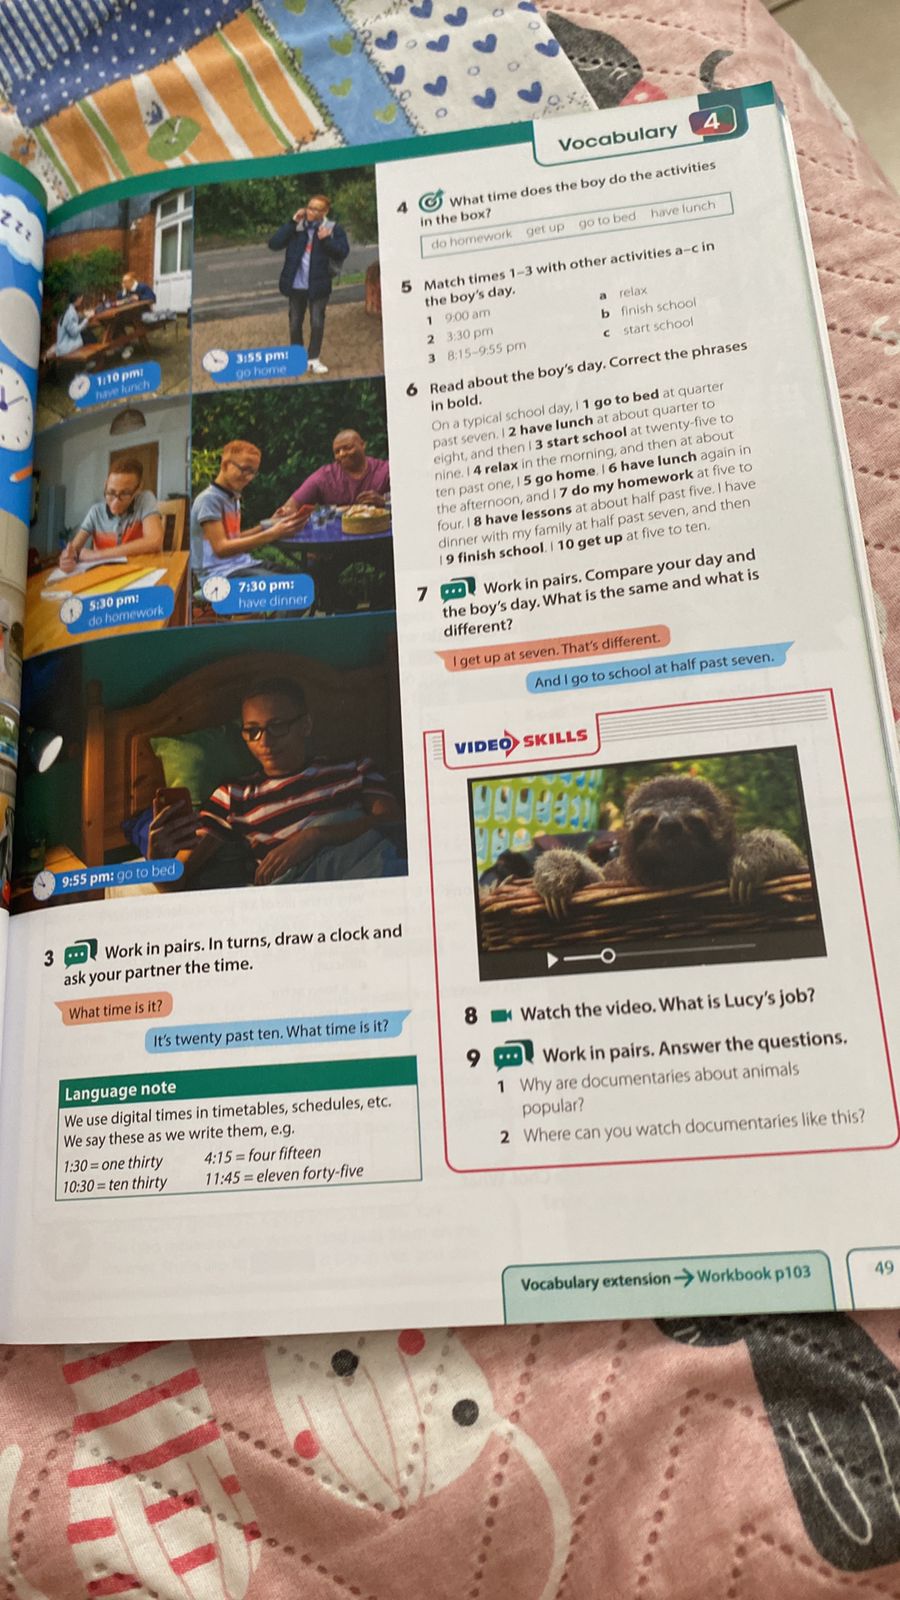 Vocabulary 4
zzz
1:10 pm:
have lunch
3:55 pm:
go home
5:30 pm:
do homework
7:30 pm:
have dinner
9:55 pm: go to bed
3 Work in pairs. In turns, draw a clock and
ask your partner the time.
What time is it?
It's twenty past ten. What time is it?
Language note
We use digital times in timetables, schedules, etc.
We say these as we write them, e.g.
1:30 = one thirty 4:15 = four fifteen
10:30 = ten thirty 11:45 = eleven forty-five
4 What time does the boy do the activities
in the box?
do homework get up go to bed have lunch
5 Match times 1–3 with other activities a–c in
the boy's day.
1 9:00 am a relax
2 3:30 pm b finish school
3 8:15–9:55 pm c start school
6 Read about the boy's day. Correct the phrases
in bold.
On a typical school day, I 1 go to bed at quarter
past seven. I 2 have lunch at about quarter to
eight, and then I 3 start school at twenty-five to
nine. I 4 relax in the morning, and then at about
ten past one, I 5 go home. I 6 have lunch again in
the afternoon, and I 7 do my homework at five to
four. I 8 have lessons at about half past five. I have
dinner with my family at half past seven, and then
I 9 finish school. I 10 get up at five to ten.
7 Work in pairs. Compare your day and
the boy's day. What is the same and what is
different?
I get up at seven. That's different.
And I go to school at half past seven.
VIDEO SKILLS
8 Watch the video. What is Lucy's job?
9 Work in pairs. Answer the questions.
1 Why are documentaries about animals
popular?
2 Where can you watch documentaries like this?
Vocabulary extension → Workbook p103
49